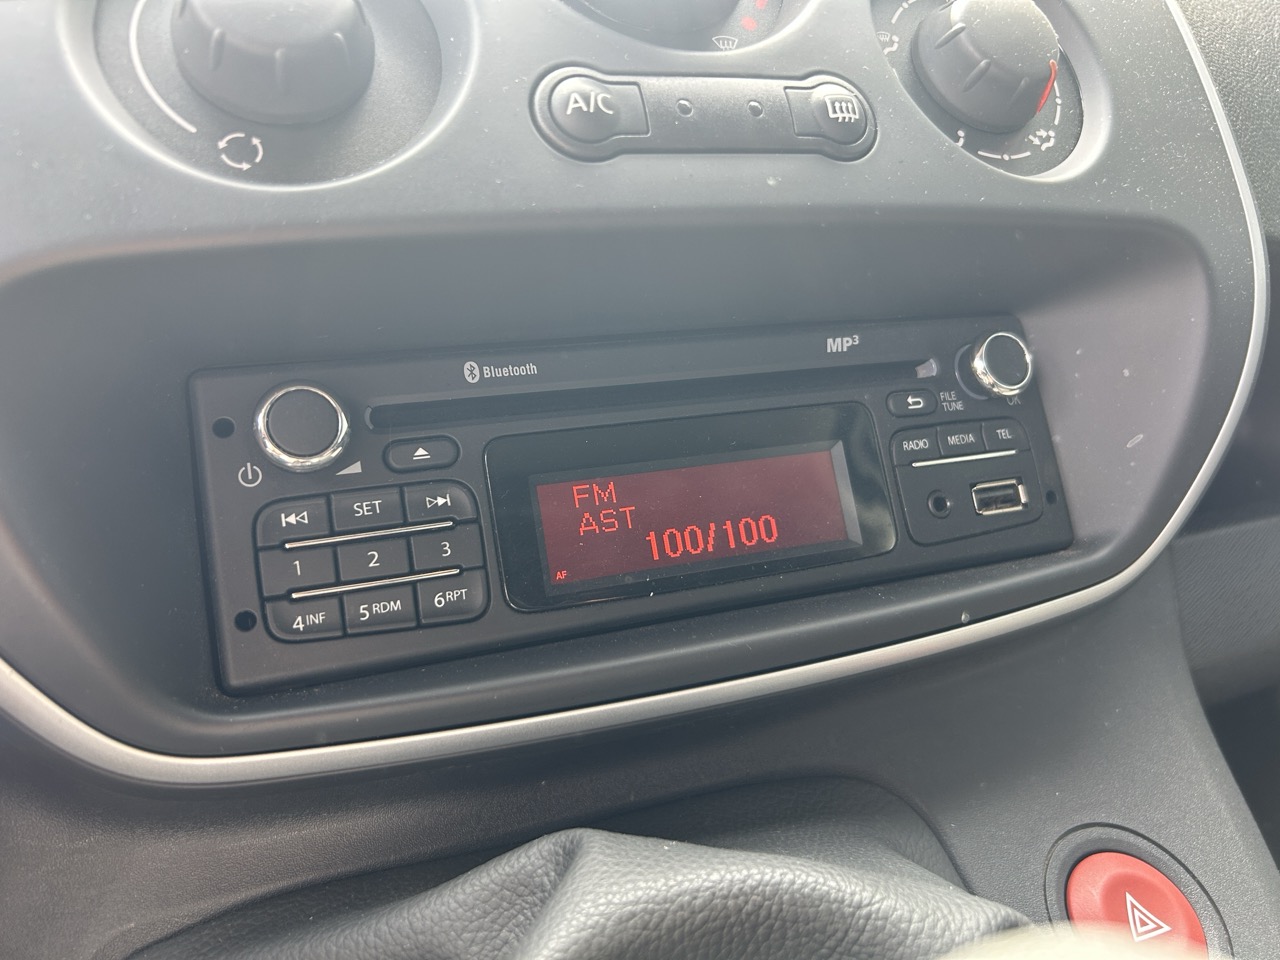 A/C
Bluetooth
MP3
FILE
TUNE
OK
RADIO MEDIA TEL
SET
1 2 3
4INF 5RDM 6RPT
FM
AST
100/100
AF